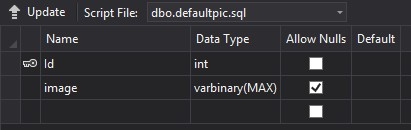 Update Script File: dbo.defaultpic.sql
Name Data Type Allow Nulls Default
Id int
image varbinary(MAX)